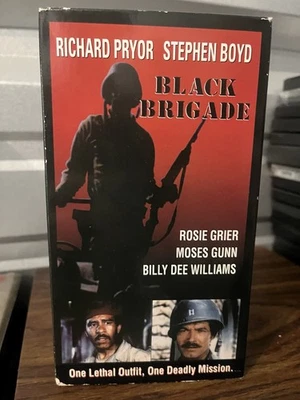 RICHARD PRYOR STEPHEN BOYD
BLACK
BRIGADE
ROSIE GRIER
MOSES GUNN
BILLY DEE WILLIAMS
One Lethal Outfit, One Deadly Mission.